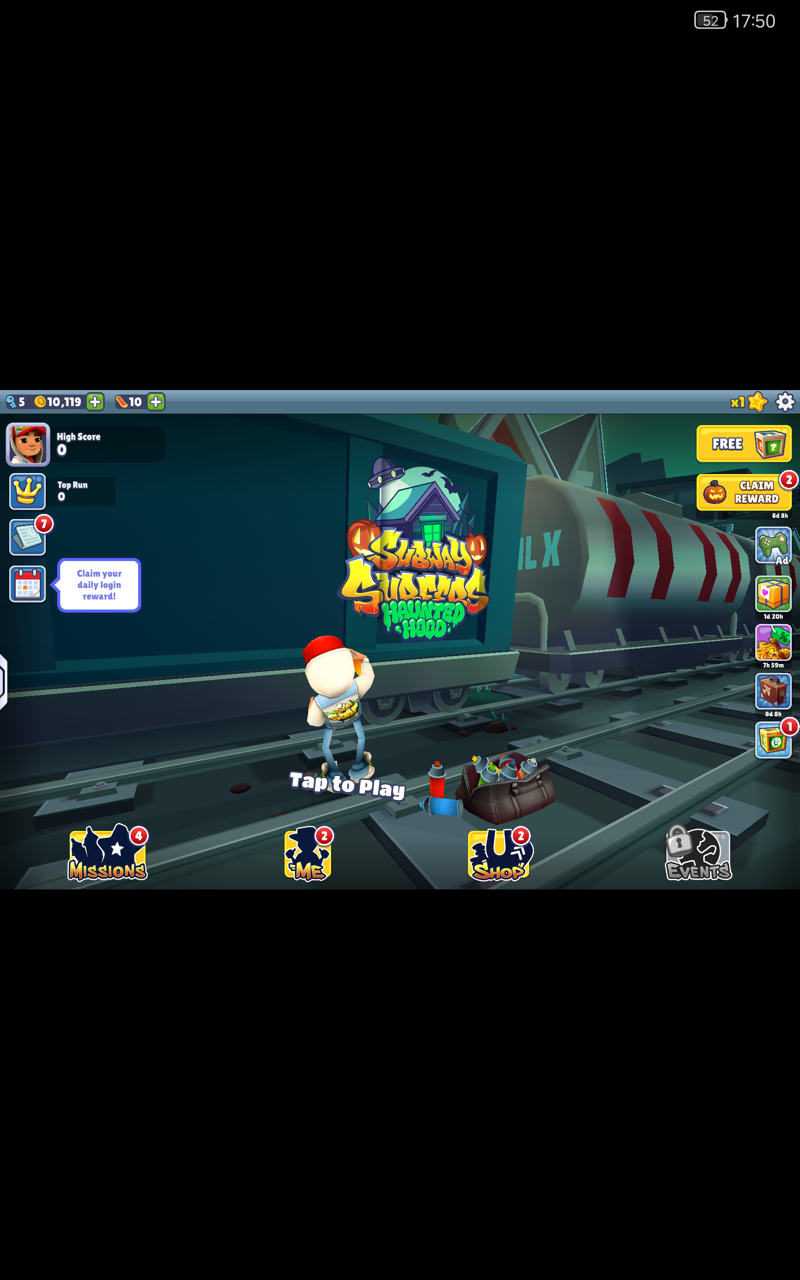 52 17:50
5 10,119 10 x1
High Score
0
FREE
Top Run
0
CLAIM
REWARD
2
8d 8h
7
Ad
Claim your
daily login
reward!
1d 20h
7h 59m
8d 8h
1
SUBWAY
SURFERS
HAUNTED
HOOD
L X
Tap to Play
4
MISSIONS
2
ME
2
SHOP
EVENTS